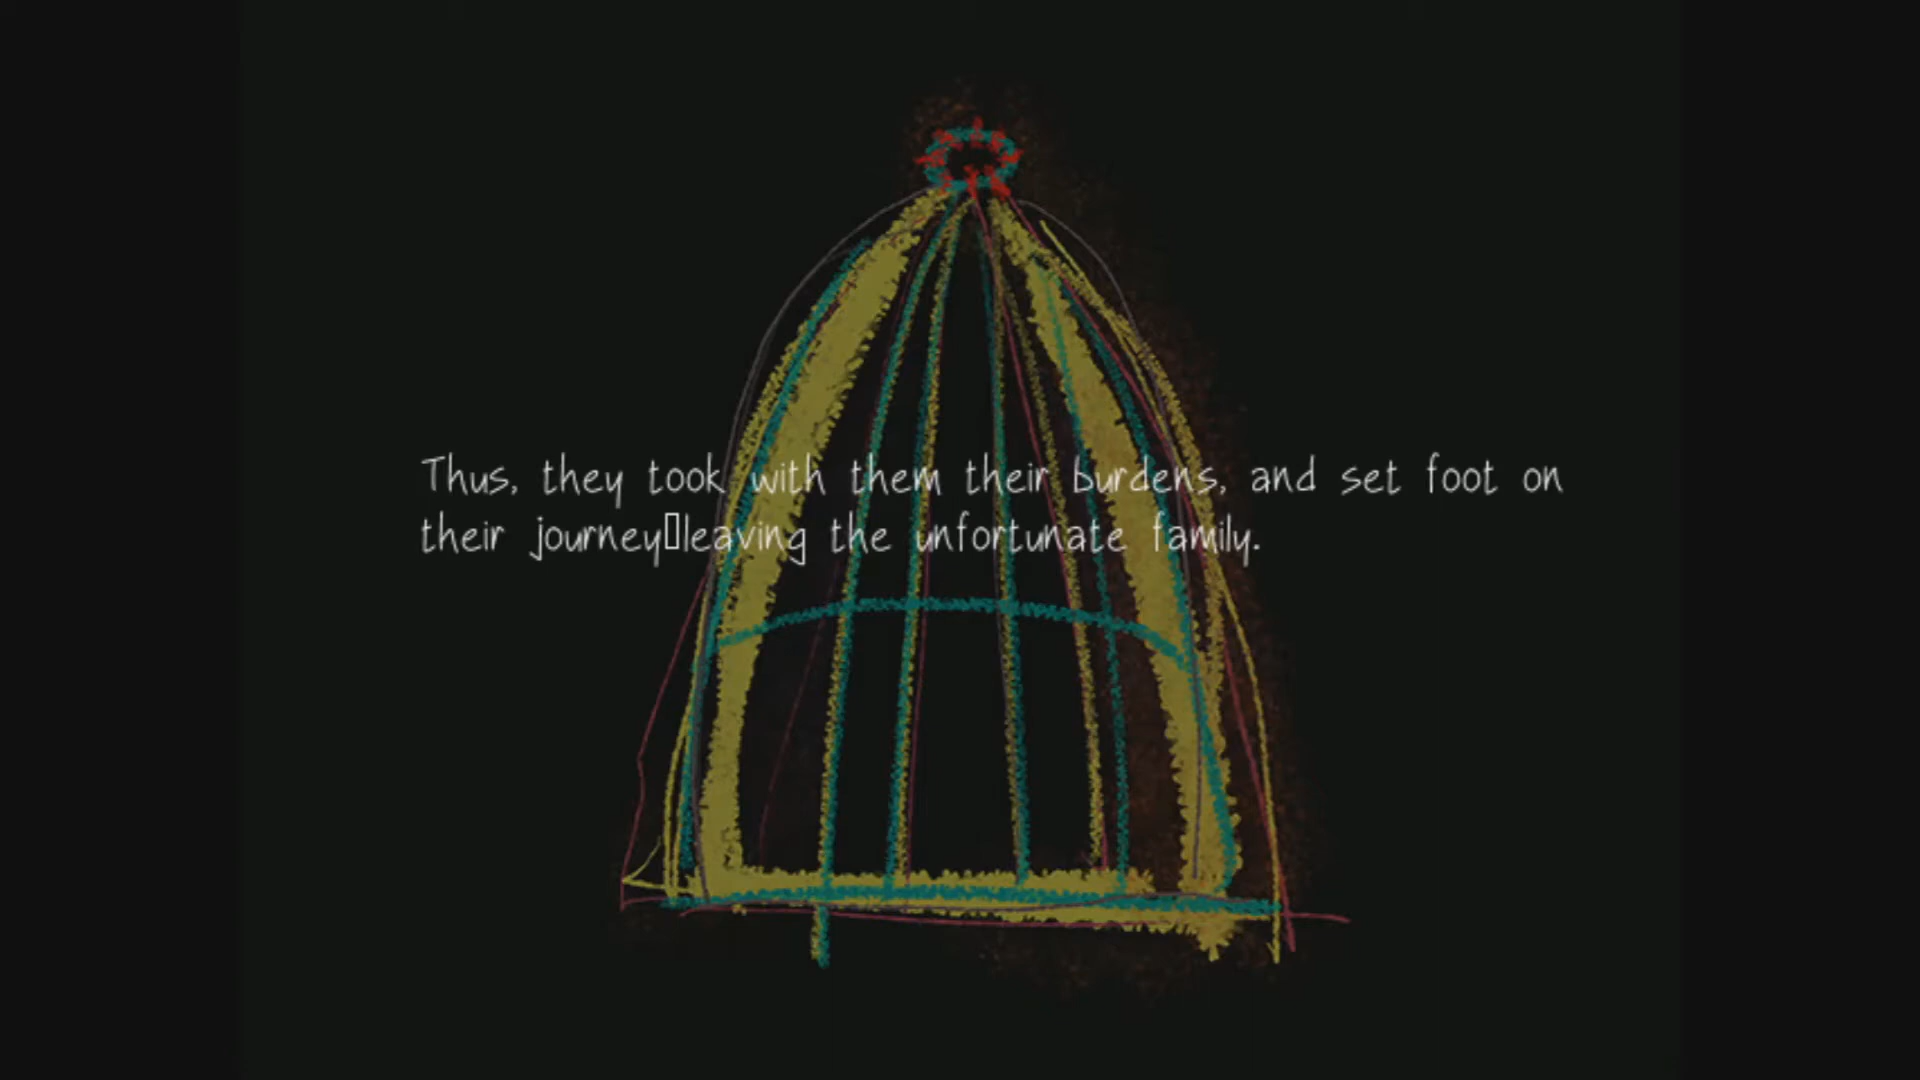 Thus, they took with them their burdens, and set foot on
their journey▯leaving the unfortunate family.